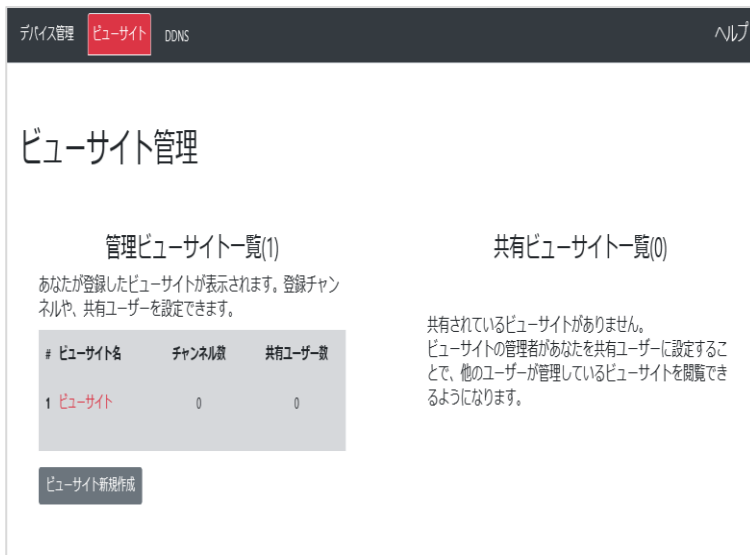 デバイス管理 ビューサイト DDNS ヘルプ
ビューサイト管理
管理ビューサイト一覧(1)
あなたが登録したビューサイトが表示されます。登録チャン
ネルや、共有ユーザーを設定できます。
# ビューサイト名 チャンネル数 共有ユーザー数
1 ビューサイト 0 0
ビューサイト新規作成
共有ビューサイト一覧(0)
共有されているビューサイトがありません。
ビューサイトの管理者があなたを共有ユーザーに設定するこ
とで、他のユーザーが管理しているビューサイトを閲覧でき
るようになります。